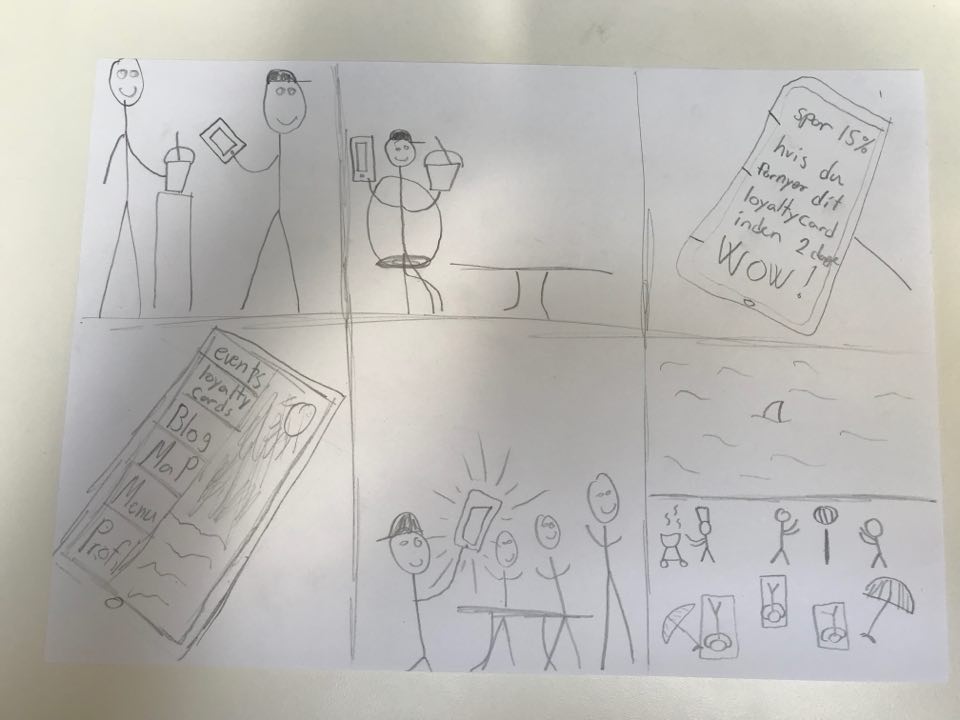 spar 15%
hvis du
fornyer dit
loyaltycard
inden 2 dage
WOW!
events
loyalty
cards
Blog
Map
Menu
Profil